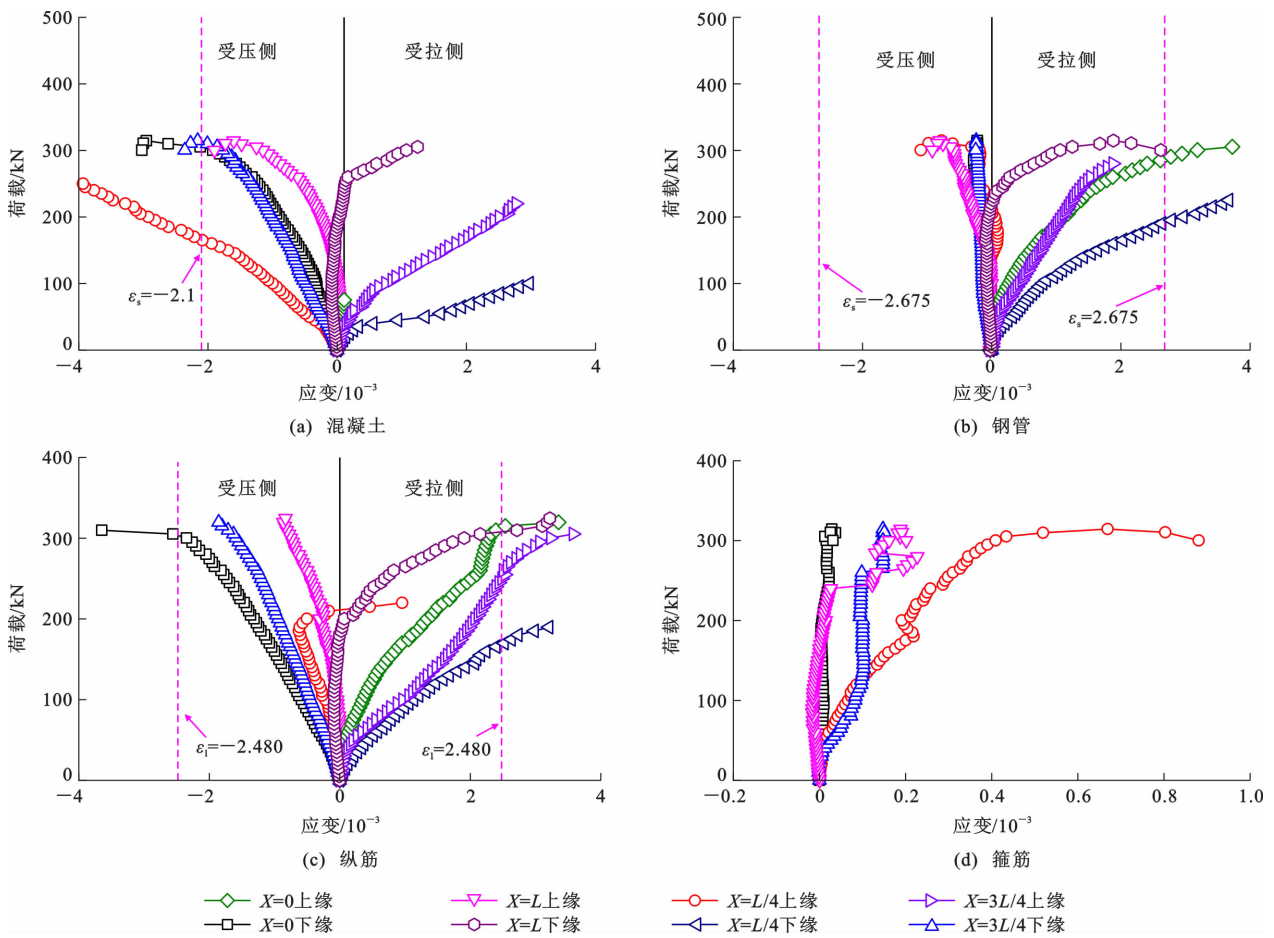 500
400
300
200
100
0
荷载/kN
受压侧
受拉侧
εs=−2.1
−4
−2
0
2
4
应变/10⁻³
(a) 混凝土
500
400
300
200
100
0
荷载/kN
受压侧
受拉侧
εs=−2.675
εs=2.675
−4
−2
0
2
4
应变/10⁻³
(b) 钢管
400
300
200
100
0
荷载/kN
受压侧
受拉侧
εl=−2.480
εl=2.480
−4
−2
0
2
4
应变/10⁻³
(c) 纵筋
400
300
200
100
0
荷载/kN
−0.2
0
0.2
0.4
0.6
0.8
1.0
应变/10⁻³
(d) 箍筋
X=0上缘
X=L上缘
X=L/4上缘
X=3L/4上缘
X=0下缘
X=L下缘
X=L/4下缘
X=3L/4下缘